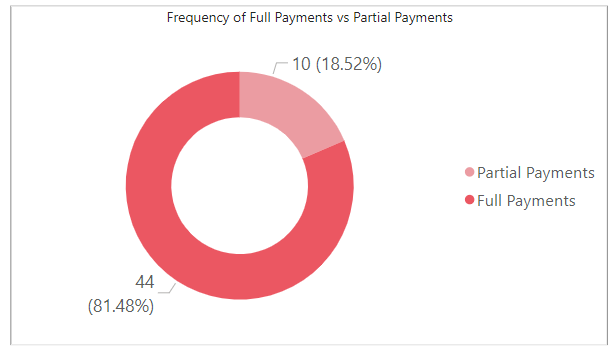 Frequency of Full Payments vs Partial Payments
10 (18.52%)
Partial Payments
Full Payments
44
(81.48%)